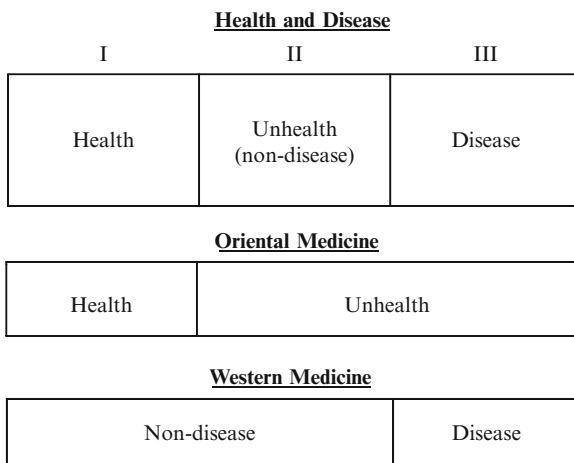 Health and Disease
I II III
Health
Unhealth
(non-disease)
Disease
Oriental Medicine
Health Unhealth
Western Medicine
Non-disease Disease